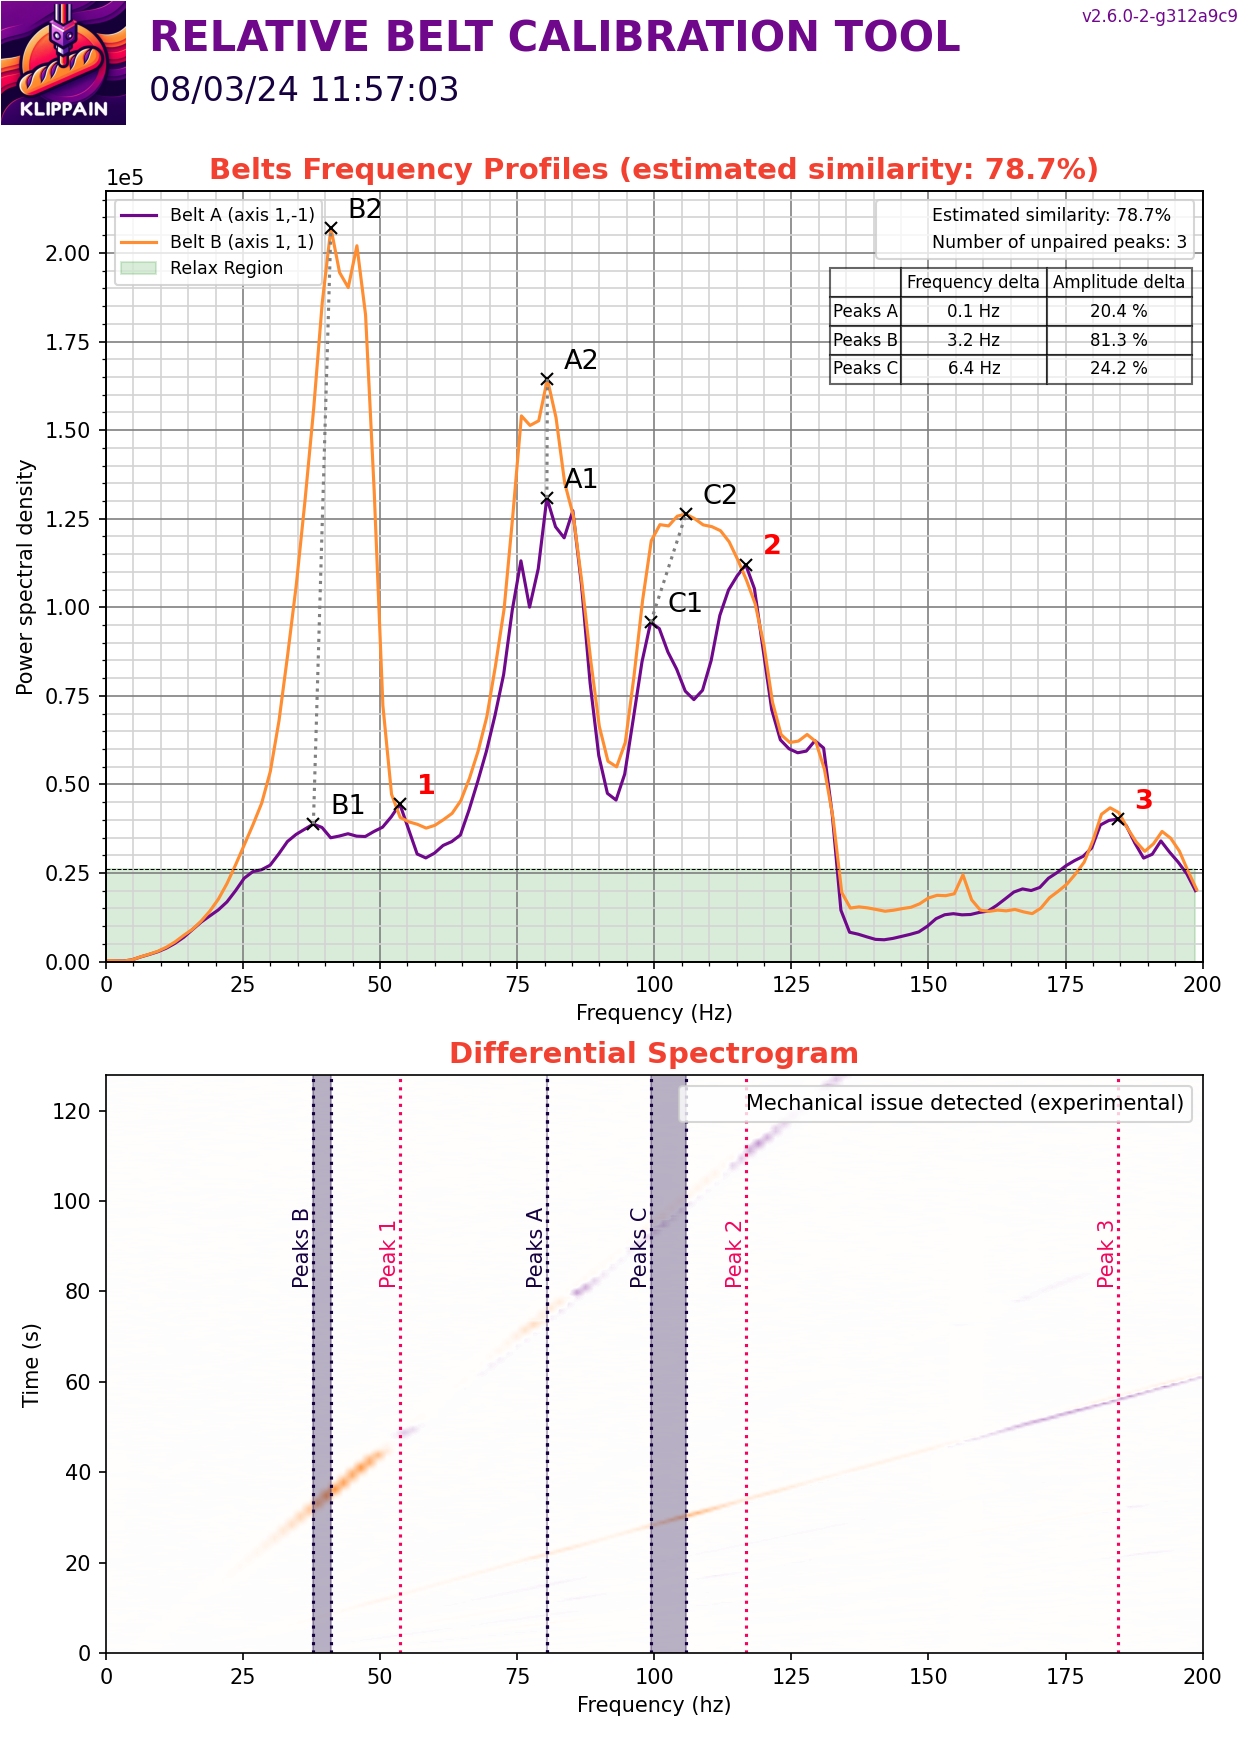 v2.6.0-2-g312a9c9
RELATIVE BELT CALIBRATION TOOL
08/03/24 11:57:03
KLIPPAIN
Belts Frequency Profiles (estimated similarity: 78.7%)
1e5
Belt A (axis 1,-1)
Belt B (axis 1, 1)
Relax Region
Estimated similarity: 78.7%
Number of unpaired peaks: 3
Frequency delta Amplitude delta
Peaks A 0.1 Hz 20.4 %
Peaks B 3.2 Hz 81.3 %
Peaks C 6.4 Hz 24.2 %
B2
A2
A1
C2
2
C1
1
B1
3
Power spectral density
2.00
1.75
1.50
1.25
1.00
0.75
0.50
0.25
0.00
0 25 50 75 100 125 150 175 200
Frequency (Hz)
Differential Spectrogram
Mechanical issue detected (experimental)
Time (s)
120
100
80
60
40
20
0
Peaks B
Peak 1
Peaks A
Peaks C
Peak 2
Peak 3
0 25 50 75 100 125 150 175 200
Frequency (hz)